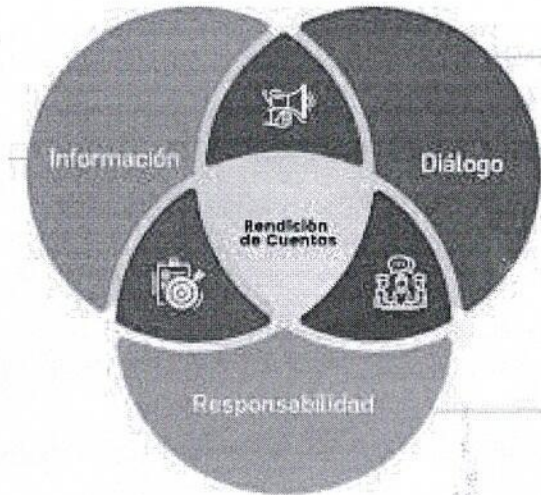 Información
Diálogo
Rendición
de Cuentas
Responsabilidad